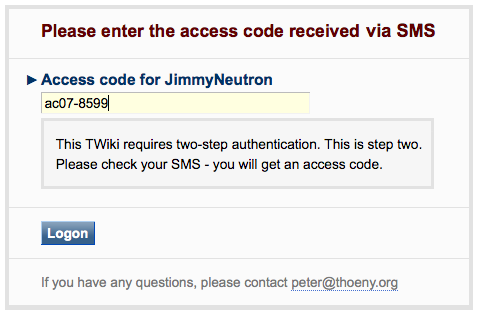 Please enter the access code received via SMS
Access code for JimmyNeutron
ac07-8599
This TWiki requires two-step authentication. This is step two.
Please check your SMS - you will get an access code.
Logon
If you have any questions, please contact peter@thoeny.org